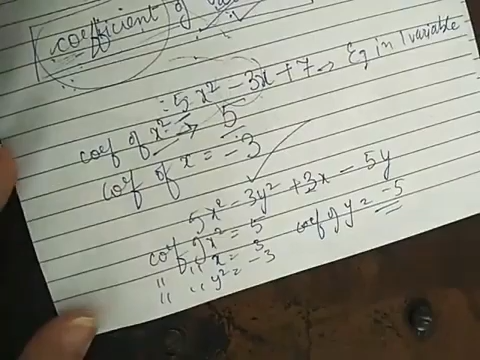 coefficient of
5x² - 3x + 7 → Eq in 1 variable
coef of x² → 5
coef of x = -3
5x² - 3y² + 3x - 5y
coef of x² = 5 coef of y = -5
" " x = 3
" " y² = -3